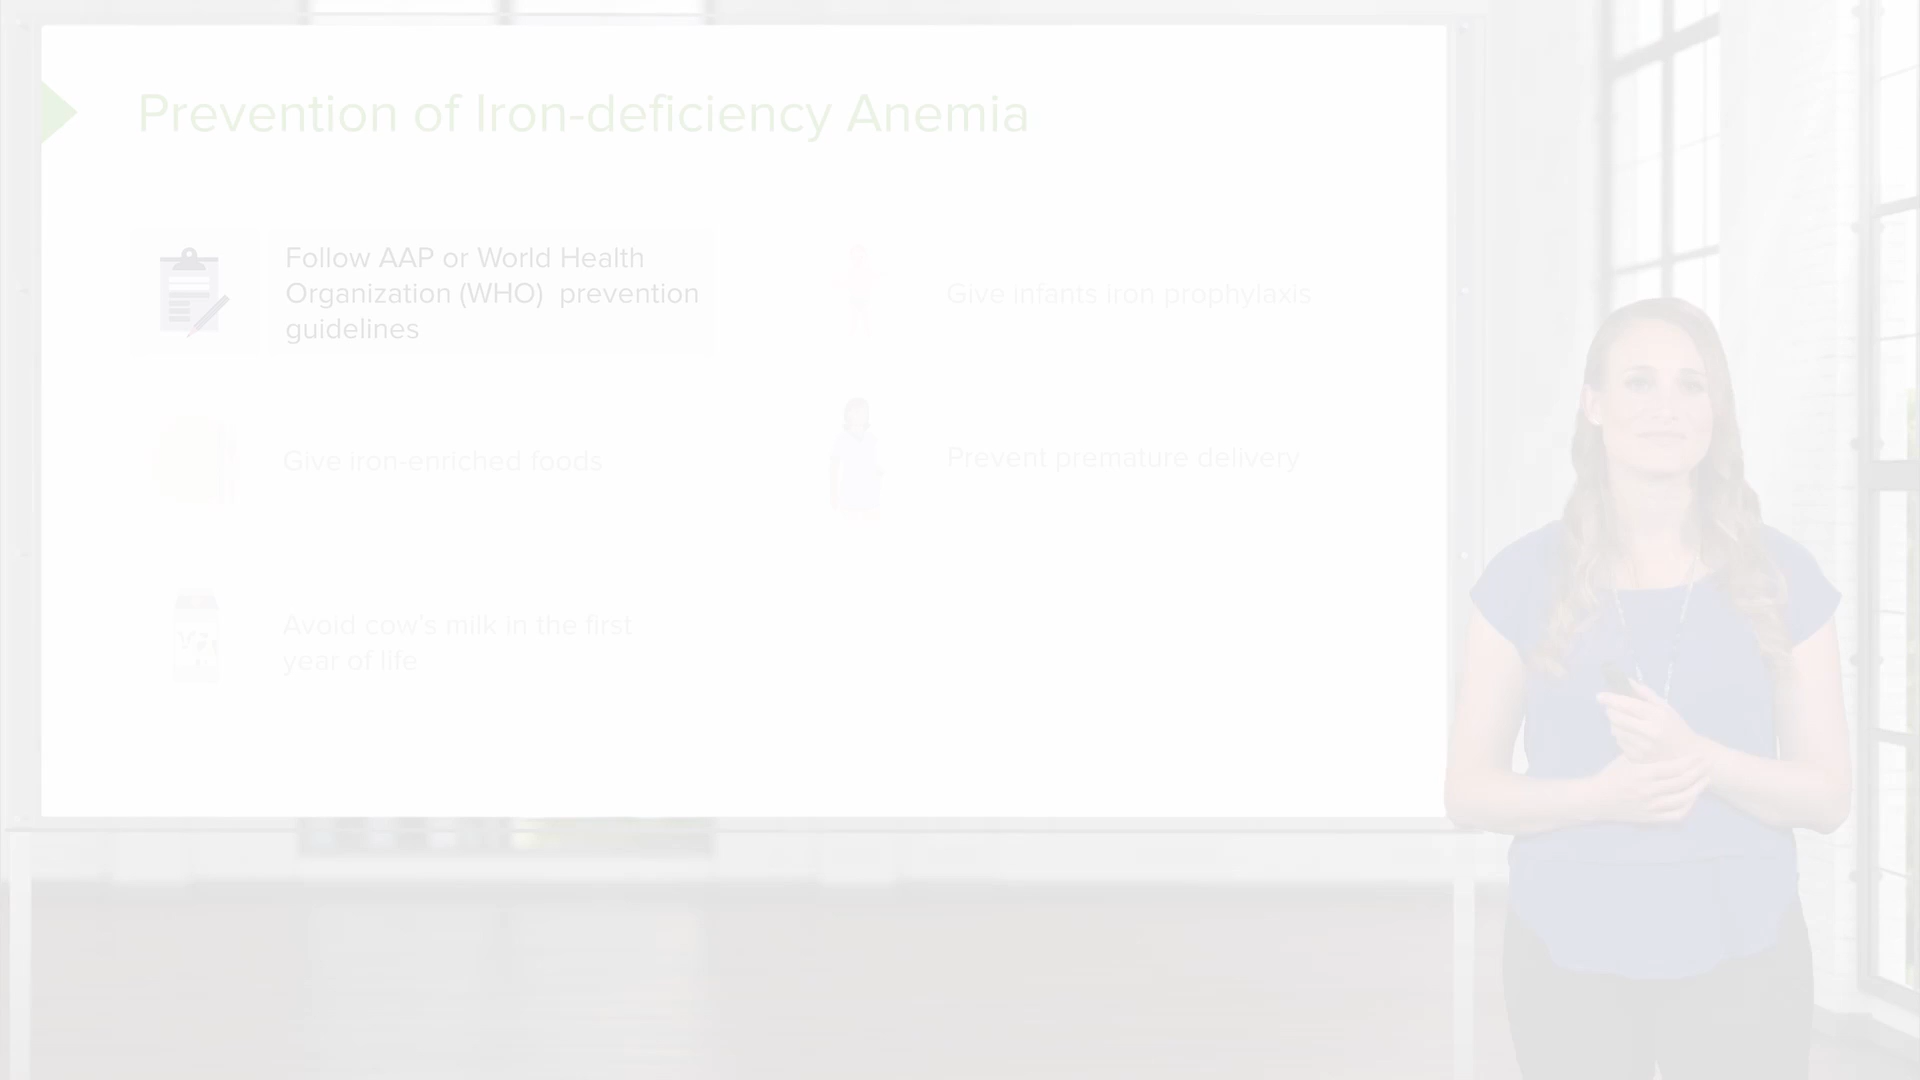 Prevention of Iron-deficiency Anemia
Follow AAP or World Health
Organization (WHO) prevention
guidelines
Give iron-enriched foods
Avoid cow's milk in the first
year of life
Give infants iron prophylaxis
Prevent premature delivery